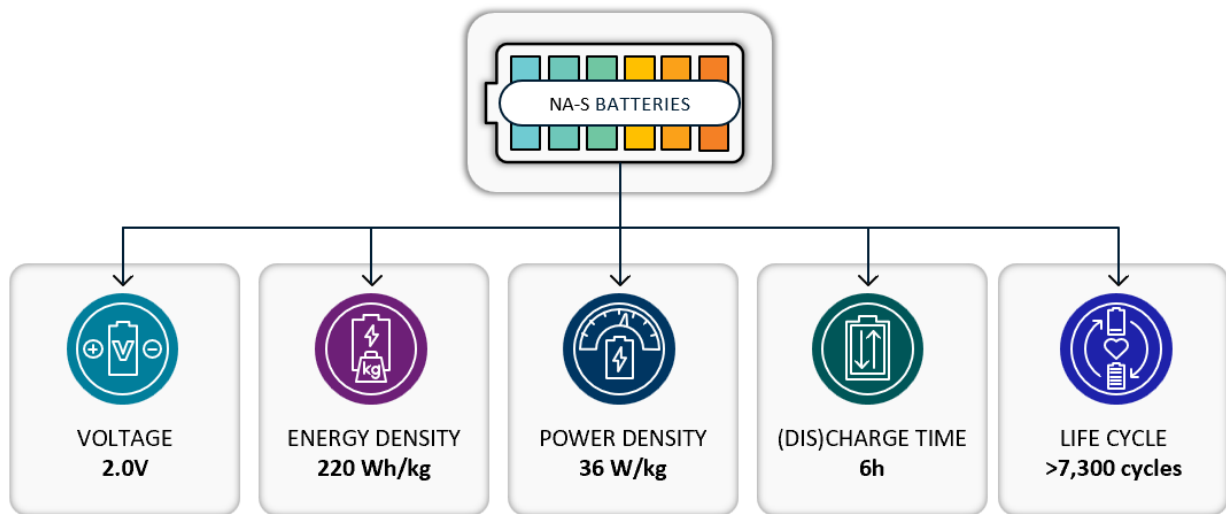 NA-S BATTERIES
V
kg
VOLTAGE
2.0V
ENERGY DENSITY
220 Wh/kg
POWER DENSITY
36 W/kg
(DIS)CHARGE TIME
6h
LIFE CYCLE
>7,300 cycles